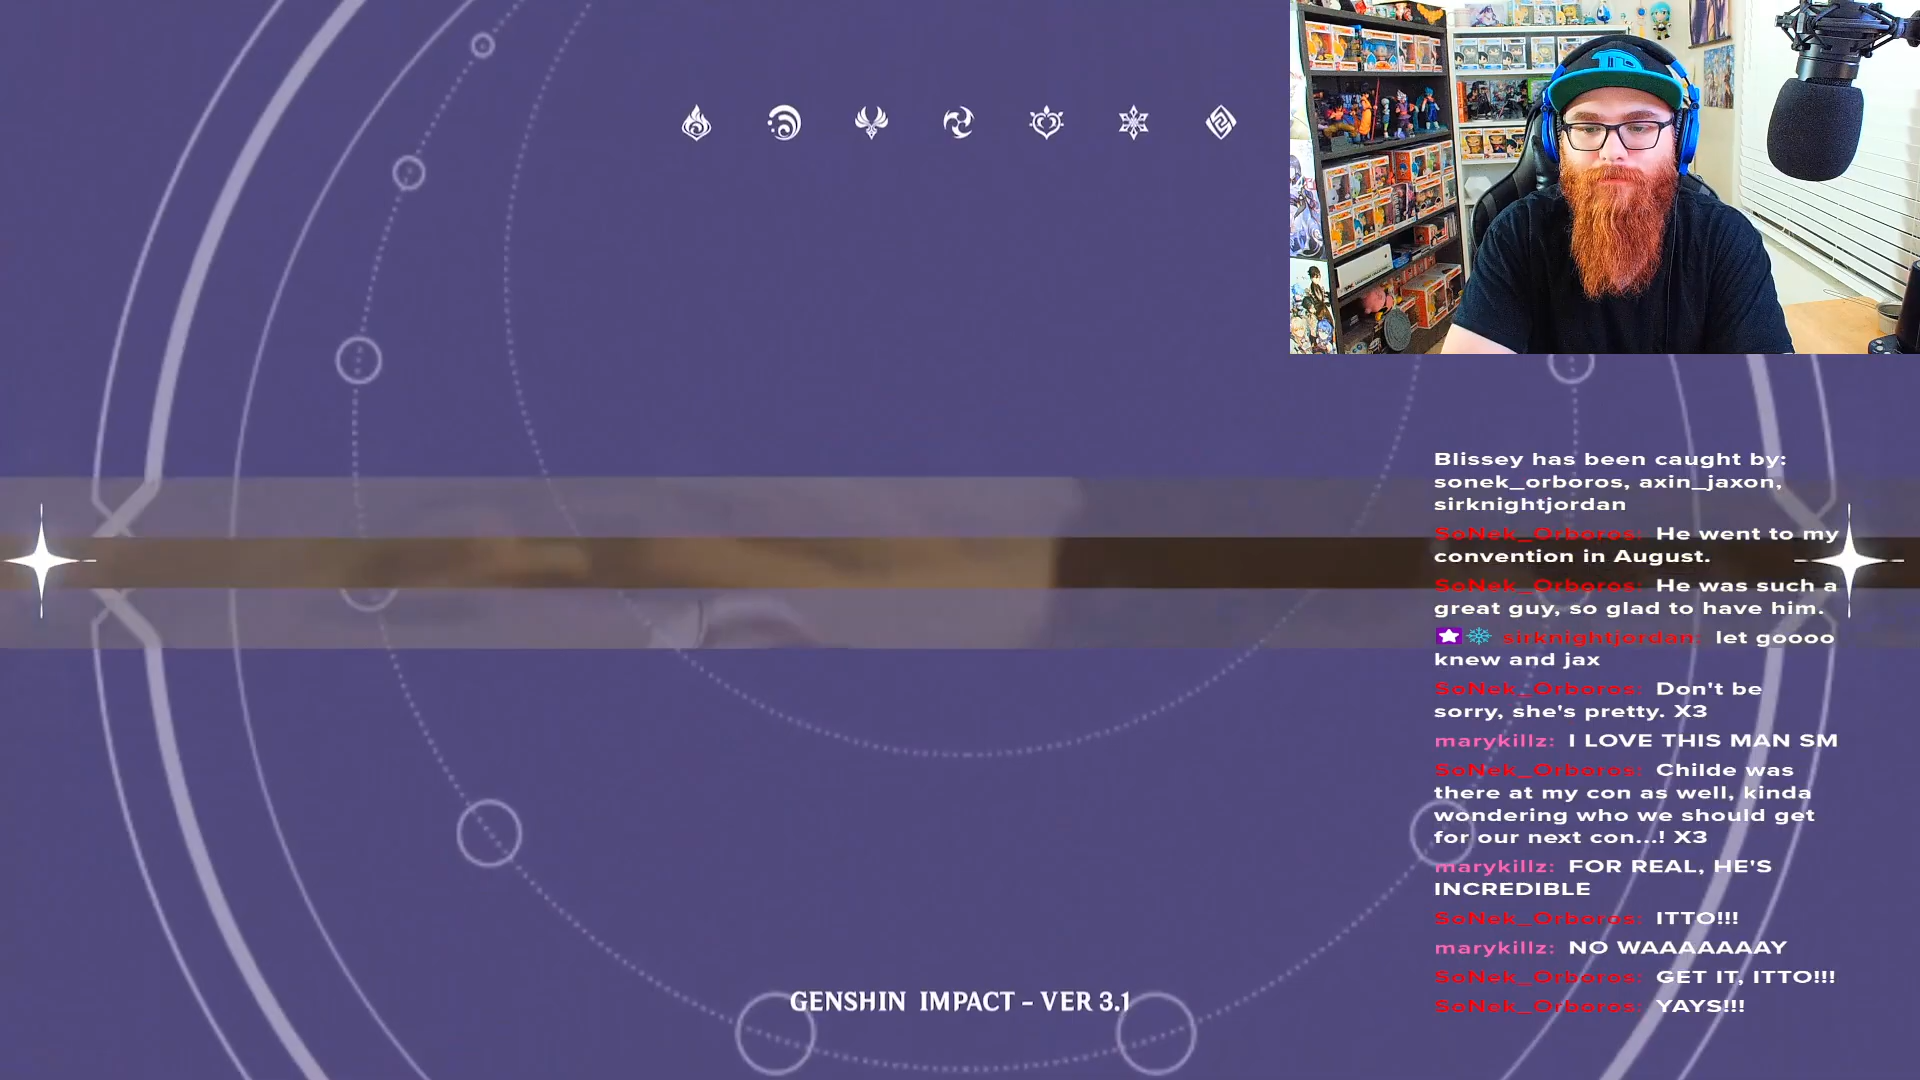 Blissey has been caught by:
sonek_orboros, axin_jaxon,
sirknightjordan
SoNek_Orboros: He went to my
convention in August.
SoNek_Orboros: He was such a
great guy, so glad to have him.
sirknightjordan: let goooo
knew and jax
SoNek_Orboros: Don't be
sorry, she's pretty. X3
marykillz: I LOVE THIS MAN SM
SoNek_Orboros: Childe was
there at my con as well, kinda
wondering who we should get
for our next con...! X3
marykillz: FOR REAL, HE'S
INCREDIBLE
SoNek_Orboros: ITTO!!!
marykillz: NO WAAAAAAAY
SoNek_Orboros: GET IT, ITTO!!!
SoNek_Orboros: YAYS!!!
GENSHIN IMPACT – VER 3.1